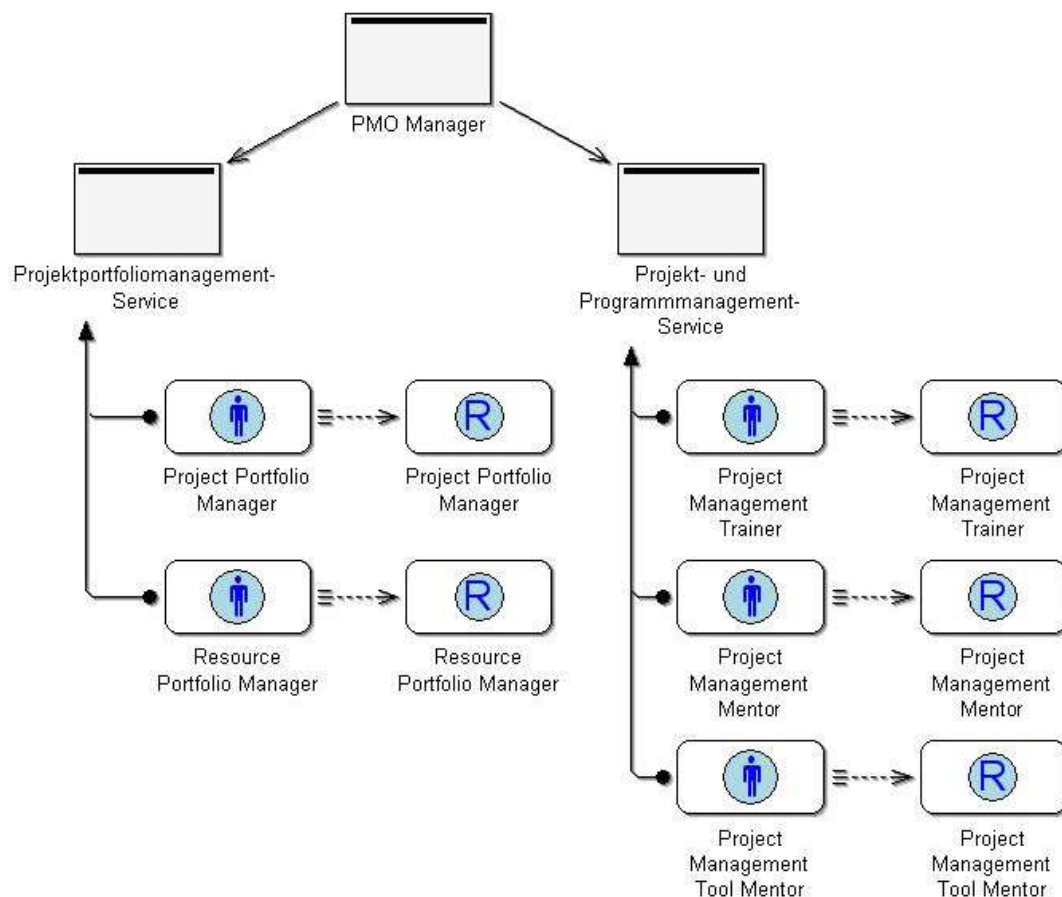 PMO Manager
Projektportfoliomanagement-
Service
Projekt- und
Programmmanagement-
Service
R
Project Portfolio
Manager
Project Portfolio
Manager
R
Project
Management
Trainer
Project
Management
Trainer
R
Resource
Portfolio Manager
Resource
Portfolio Manager
R
Project
Management
Mentor
Project
Management
Mentor
R
Project
Management
Tool Mentor
Project
Management
Tool Mentor